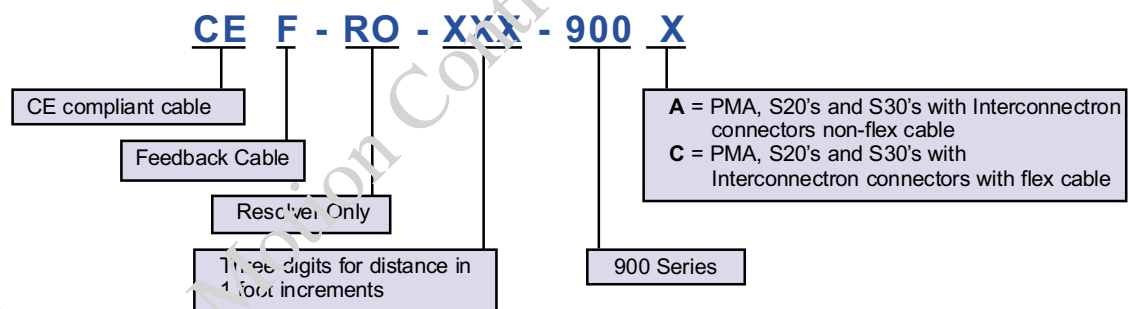 CE F - RO - XXX - 900 X
CE compliant cable
Feedback Cable
Resolver Only
Three digits for distance in
1 foot increments
900 Series
A = PMA, S20's and S30's with Interconnectron
connectors non-flex cable
C = PMA, S20's and S30's with
Interconnectron connectors with flex cable
Motion Cont